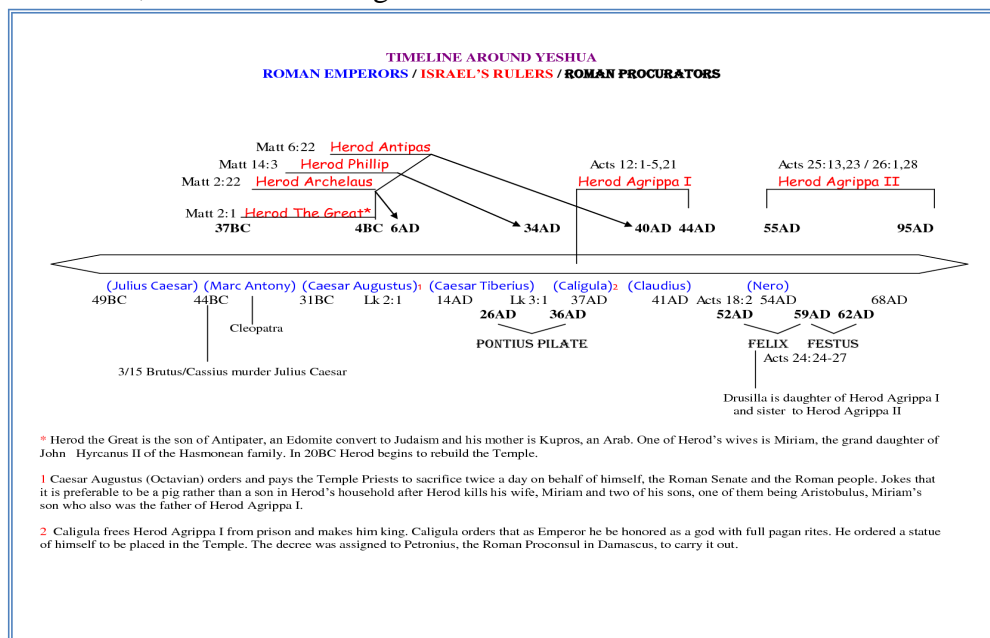 TIMELINE AROUND YESHUA
ROMAN EMPERORS / ISRAEL'S RULERS / ROMAN PROCURATORS
Matt 6:22 Herod Antipas
Matt 14:3 Herod Phillip Acts 12:1-5,21 Acts 25:13,23 / 26:1,28
Matt 2:22 Herod Archelaus Herod Agrippa I Herod Agrippa II
Matt 2:1 Herod The Great*
37BC 4BC 6AD 34AD 40AD 44AD 55AD 95AD
(Julius Caesar) (Marc Antony) (Caesar Augustus)1 (Caesar Tiberius) (Caligula)2 (Claudius) (Nero)
49BC 44BC 31BC Lk 2:1 14AD Lk 3:1 37AD 41AD Acts 18:2 54AD 68AD
26AD 36AD 52AD 59AD 62AD
Cleopatra
PONTIUS PILATE FELIX FESTUS
Acts 24:24-27
3/15 Brutus/Cassius murder Julius Caesar
Drusilla is daughter of Herod Agrippa I
and sister to Herod Agrippa II
* Herod the Great is the son of Antipater, an Edomite convert to Judaism and his mother is Kupros, an Arab. One of Herod's wives is Miriam, the grand daughter of
John Hyrcanus II of the Hasmonean family. In 20BC Herod begins to rebuild the Temple.
1 Caesar Augustus (Octavian) orders and pays the Temple Priests to sacrifice twice a day on behalf of himself, the Roman Senate and the Roman people. Jokes that
it is preferable to be a pig rather than a son in Herod's household after Herod kills his wife, Miriam and two of his sons, one of them being Aristobulus, Miriam's
son who also was the father of Herod Agrippa I.
2 Caligula frees Herod Agrippa I from prison and makes him king. Caligula orders that as Emperor he be honored as a god with full pagan rites. He ordered a statue
of himself to be placed in the Temple. The decree was assigned to Petronius, the Roman Proconsul in Damascus, to carry it out.